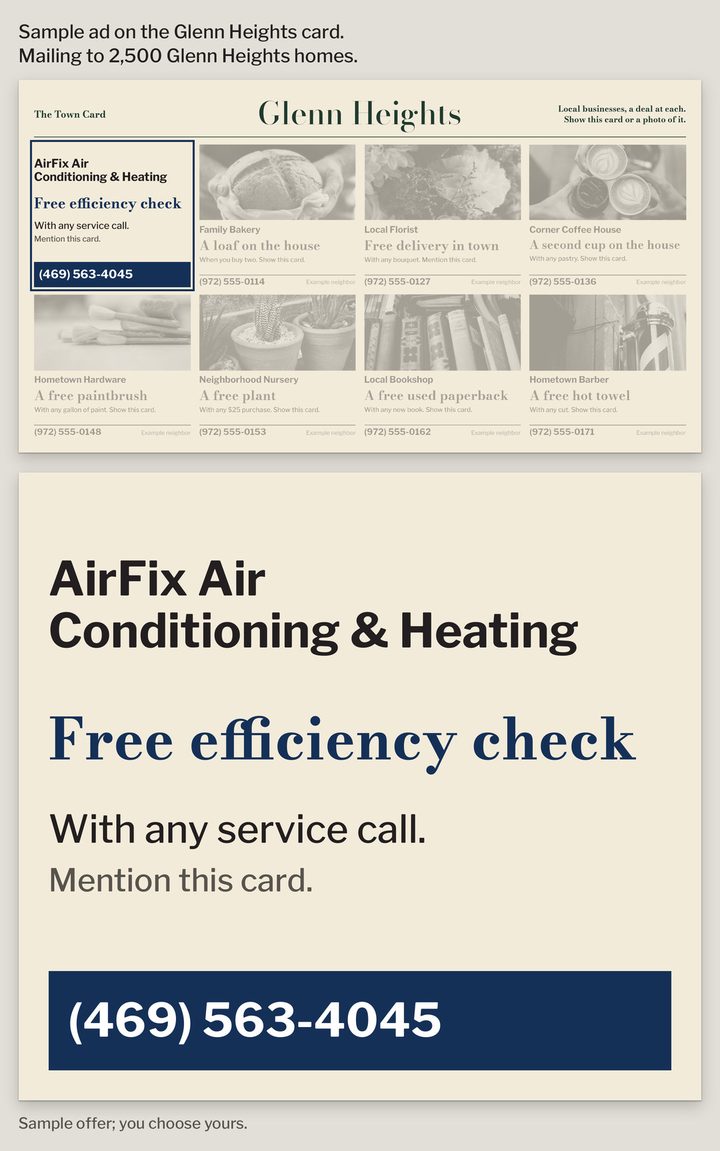 Sample ad on the Glenn Heights card.
Mailing to 2,500 Glenn Heights homes.
The Town Card
Glenn Heights
Local businesses, a deal at each.
Show this card or a photo of it.
AirFix Air
Conditioning & Heating
Free efficiency check
With any service call.
Mention this card.
(469) 563-4045
Family Bakery
A loaf on the house
When you buy two. Show this card.
(972) 555-0114
Example neighbor
Local Florist
Free delivery in town
With any bouquet. Mention this card.
(972) 555-0127
Example neighbor
Corner Coffee House
A second cup on the house
With any pastry. Show this card.
(972) 555-0136
Example neighbor
Hometown Hardware
A free paintbrush
With any gallon of paint. Show this card.
(972) 555-0148
Example neighbor
Neighborhood Nursery
A free plant
With any $25 purchase. Show this card.
(972) 555-0153
Example neighbor
Local Bookshop
A free used paperback
With any new book. Show this card.
(972) 555-0162
Example neighbor
Hometown Barber
A free hot towel
With any cut. Show this card.
(972) 555-0171
Example neighbor
AirFix Air
Conditioning & Heating
Free efficiency check
With any service call.
Mention this card.
(469) 563-4045
Sample offer; you choose yours.